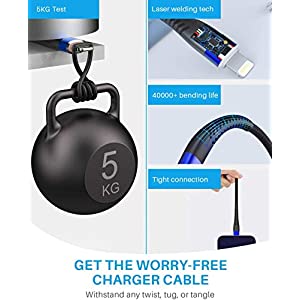 5KG Test
Laser welding tech
5
KG
40000+ bending life
Tight connection
GET THE WORRY-FREE
CHARGER CABLE
Withstand any twist, tug, or tangle